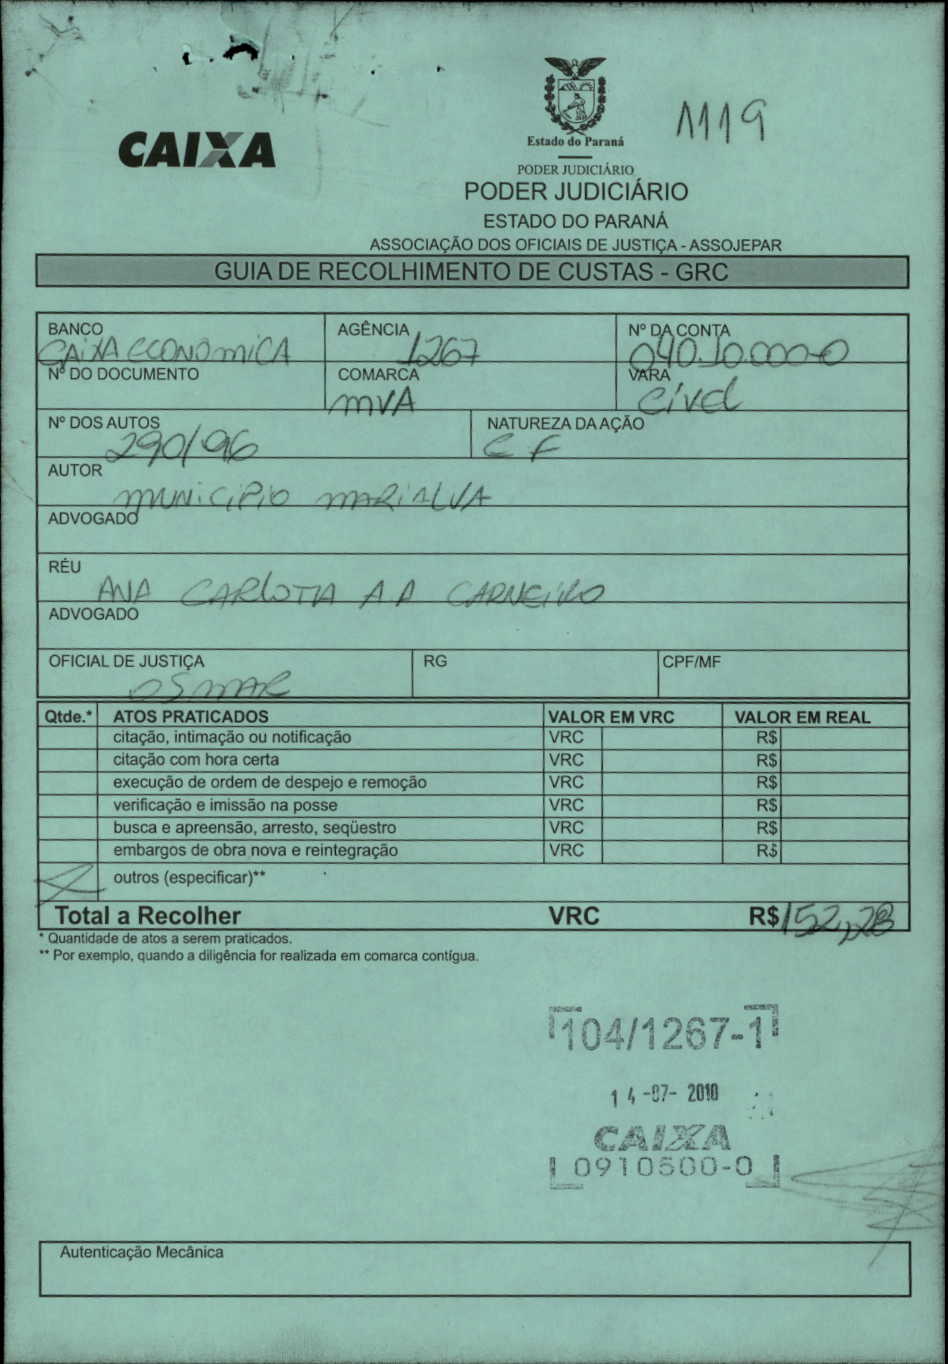 1119
CAIXA
Estado do Paraná
PODER JUDICIÁRIO
PODER JUDICIÁRIO
ESTADO DO PARANÁ
ASSOCIAÇÃO DOS OFICIAIS DE JUSTIÇA - ASSOJEPAR
GUIA DE RECOLHIMENTO DE CUSTAS - GRC
BANCO AGÊNCIA Nº DA CONTA
CAIXA ECONOMICA 1267 040.10.000-0
Nº DO DOCUMENTO COMARCA VARA
MVA Cível
Nº DOS AUTOS NATUREZA DA AÇÃO
290/96 E F
AUTOR
MUNICIPIO MARIALVA
ADVOGADO
RÉU
ANA CARLOTA A.A CARNEIRO
ADVOGADO
OFICIAL DE JUSTIÇA RG CPF/MF
OSMAR
Qtde.* ATOS PRATICADOS VALOR EM VRC VALOR EM REAL
citação, intimação ou notificação VRC R$
citação com hora certa VRC R$
execução de ordem de despejo e remoção VRC R$
verificação e imissão na posse VRC R$
busca e apreensão, arresto, seqüestro VRC R$
embargos de obra nova e reintegração VRC R$
outros (especificar)**
Total a Recolher VRC R$ 152,28
* Quantidade de atos a serem praticados.
** Por exemplo, quando a diligência for realizada em comarca contígua.
104/1267-1
14-07-2010
CAIXA
0910500-0
Autenticação Mecânica